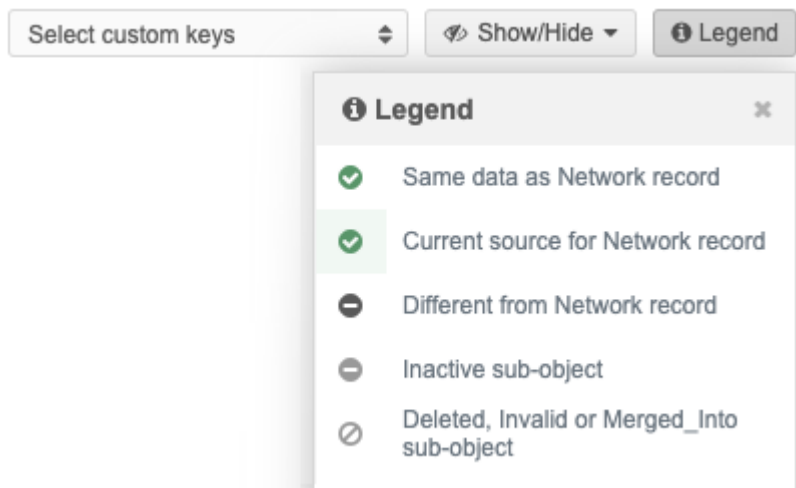 Select custom keys
Show/Hide
Legend
Legend
Same data as Network record
Current source for Network record
Different from Network record
Inactive sub-object
Deleted, Invalid or Merged_Into
sub-object